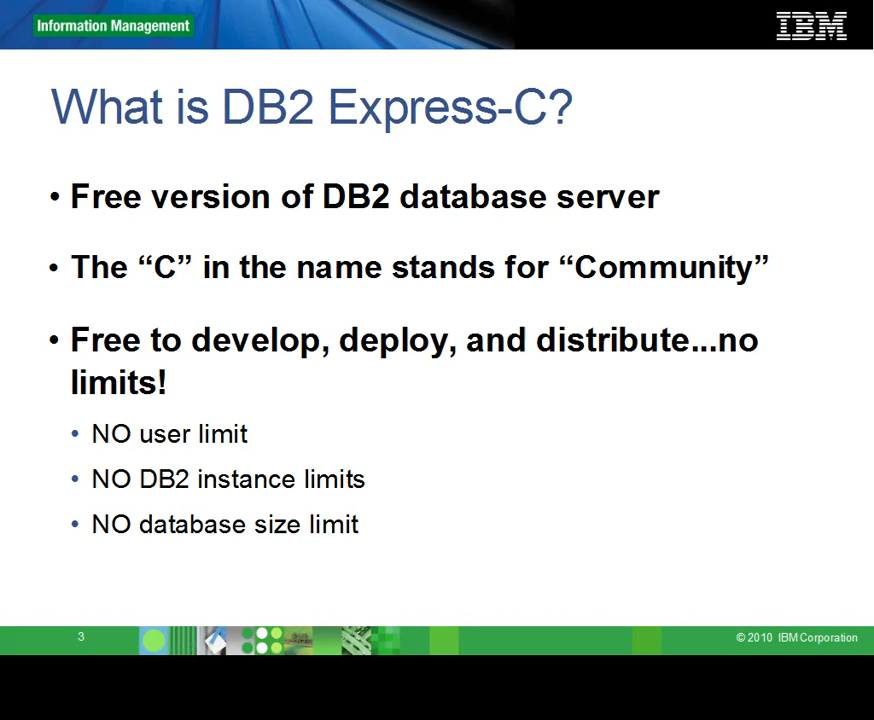 Information Management
IBM
What is DB2 Express-C?
• Free version of DB2 database server
• The “C” in the name stands for “Community”
• Free to develop, deploy, and distribute...no
limits!
• NO user limit
• NO DB2 instance limits
• NO database size limit
3
© 2010 IBM Corporation